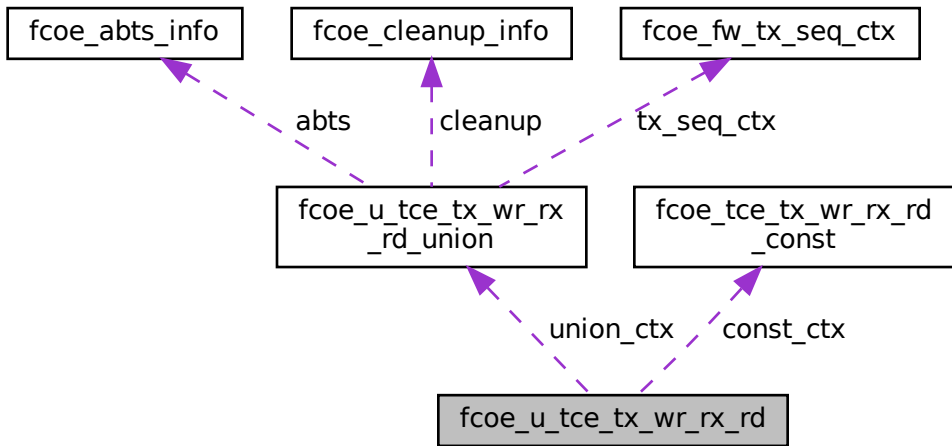 fcoe_abts_info
fcoe_cleanup_info
fcoe_fw_tx_seq_ctx
abts
cleanup
tx_seq_ctx
fcoe_u_tce_tx_wr_rx
_rd_union
fcoe_tce_tx_wr_rx_rd
_const
union_ctx
const_ctx
fcoe_u_tce_tx_wr_rx_rd